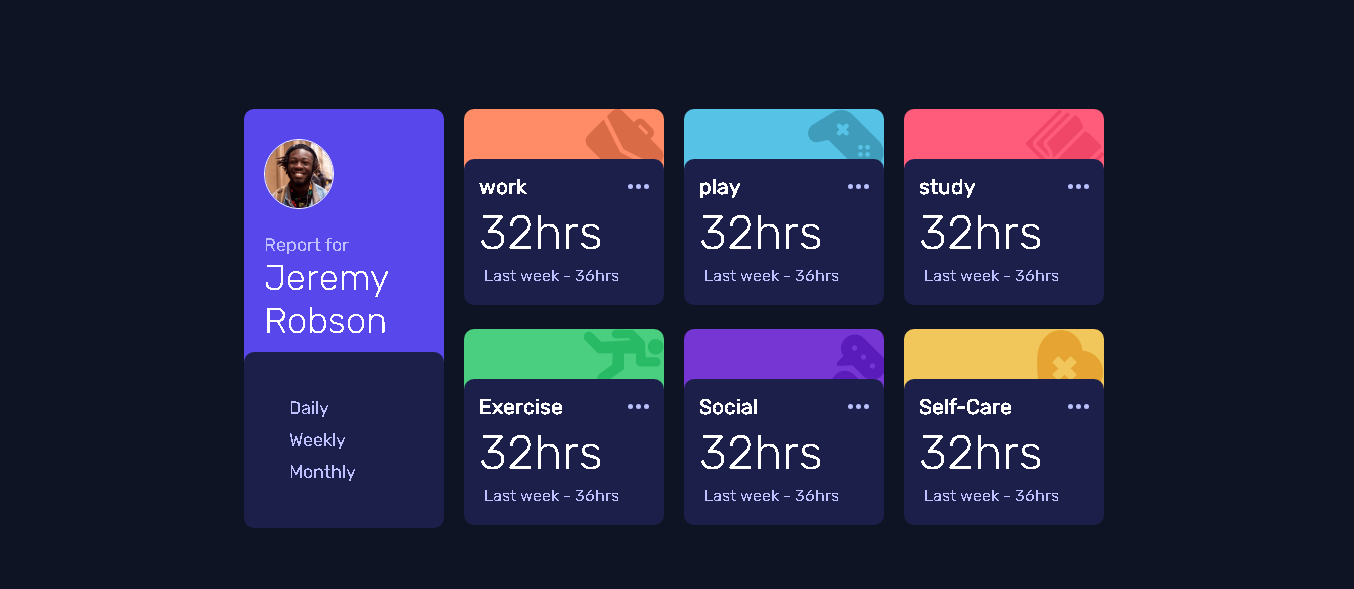 Report for
Jeremy
Robson
Daily
Weekly
Monthly
work
32hrs
Last week - 36hrs
play
32hrs
Last week - 36hrs
study
32hrs
Last week - 36hrs
Exercise
32hrs
Last week - 36hrs
Social
32hrs
Last week - 36hrs
Self-Care
32hrs
Last week - 36hrs